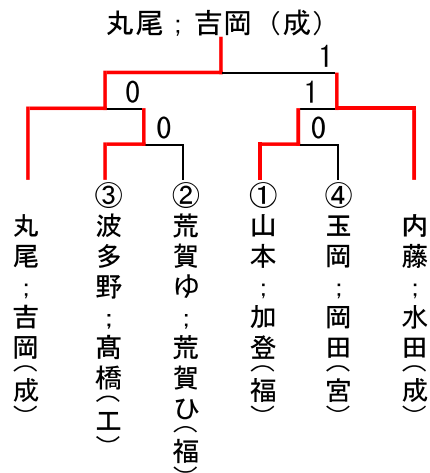 丸尾;吉岡（成）
1
0
1
0
0
③
②
①
④
丸尾;吉岡(成)
波多野;髙橋(工)
荒賀ゆ;荒賀ひ(福)
山本;加登(福)
玉岡;岡田(宮)
内藤;水田(成)